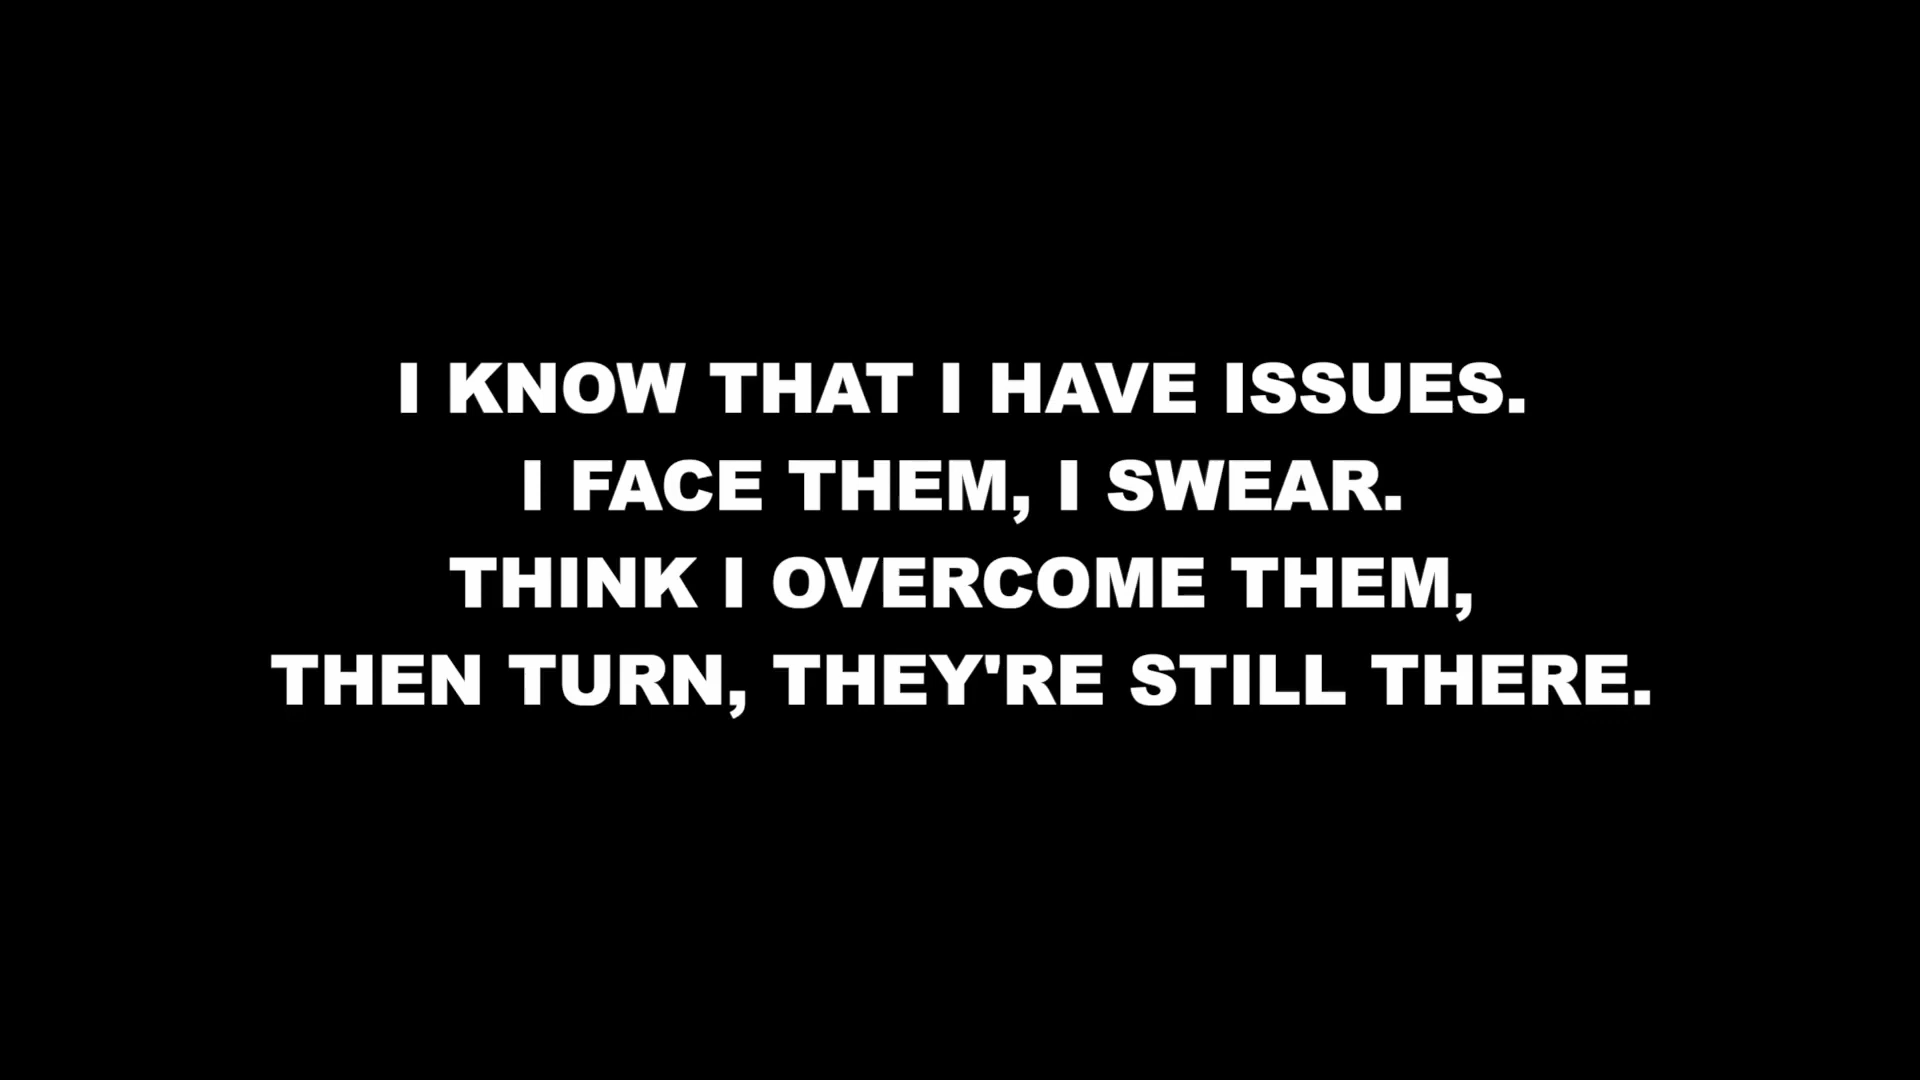 I KNOW THAT I HAVE ISSUES.
I FACE THEM, I SWEAR.
THINK I OVERCOME THEM,
THEN TURN, THEY'RE STILL THERE.